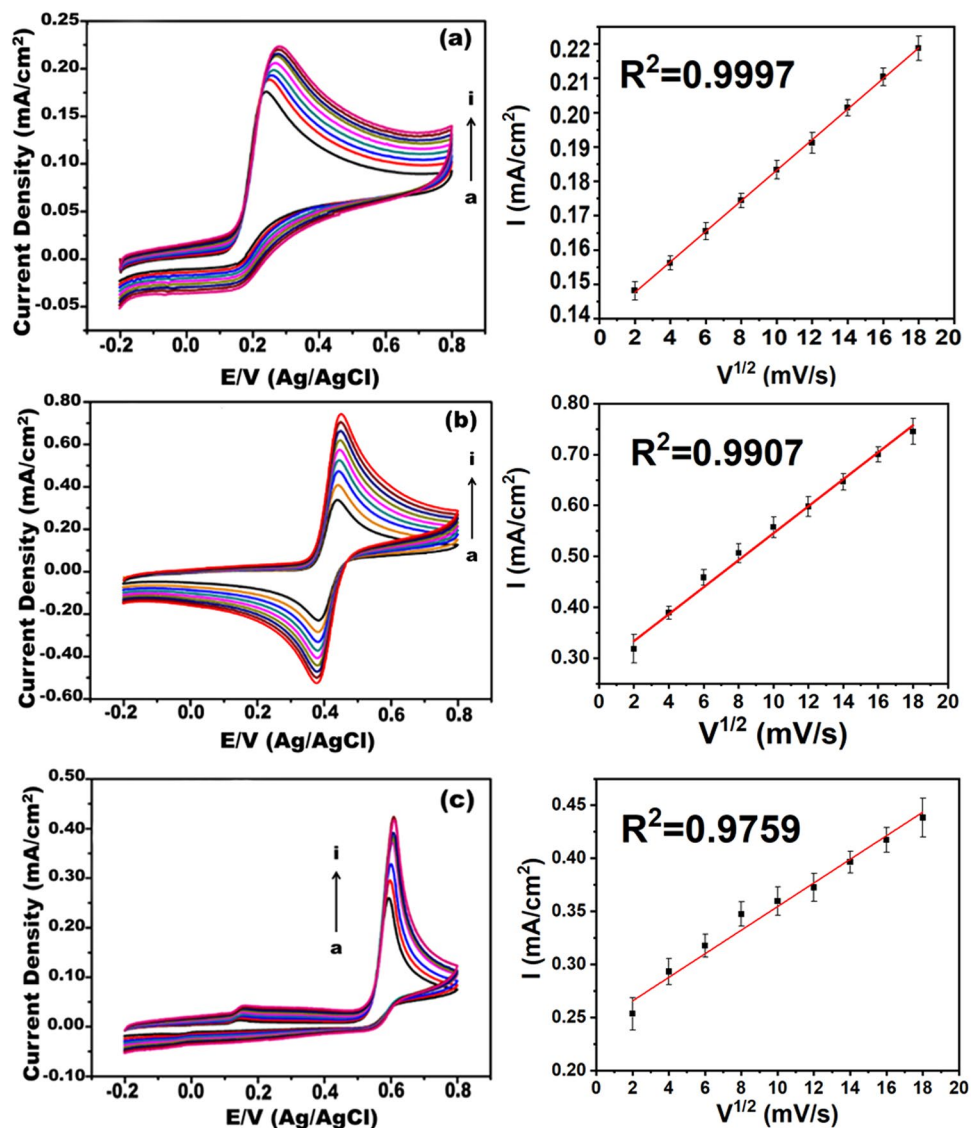 (a)
0.25
0.20
0.15
0.10
0.05
0.00
-0.05
Current Density (mA/cm²)
i
a
-0.2 0.0 0.2 0.4 0.6 0.8
E/V (Ag/AgCl)
R²=0.9997
0.22
0.21
0.20
0.19
0.18
0.17
0.16
0.15
0.14
I (mA/cm²)
0 2 4 6 8 10 12 14 16 18 20
V^1/2 (mV/s)
(b)
0.80
0.60
0.40
0.20
0.00
-0.20
-0.40
-0.60
Current Density (mA/cm²)
i
a
-0.2 0.0 0.2 0.4 0.6 0.8
E/V (Ag/AgCl)
R²=0.9907
0.80
0.70
0.60
0.50
0.40
0.30
I (mA/cm²)
0 2 4 6 8 10 12 14 16 18 20
V^1/2 (mV/s)
(c)
0.50
0.40
0.30
0.20
0.10
0.00
-0.10
Current Density (mA/cm²)
i
a
-0.2 0.0 0.2 0.4 0.6 0.8
E/V (Ag/AgCl)
R²=0.9759
0.45
0.40
0.35
0.30
0.25
0.20
I (mA/cm²)
0 2 4 6 8 10 12 14 16 18 20
V^1/2 (mV/s)